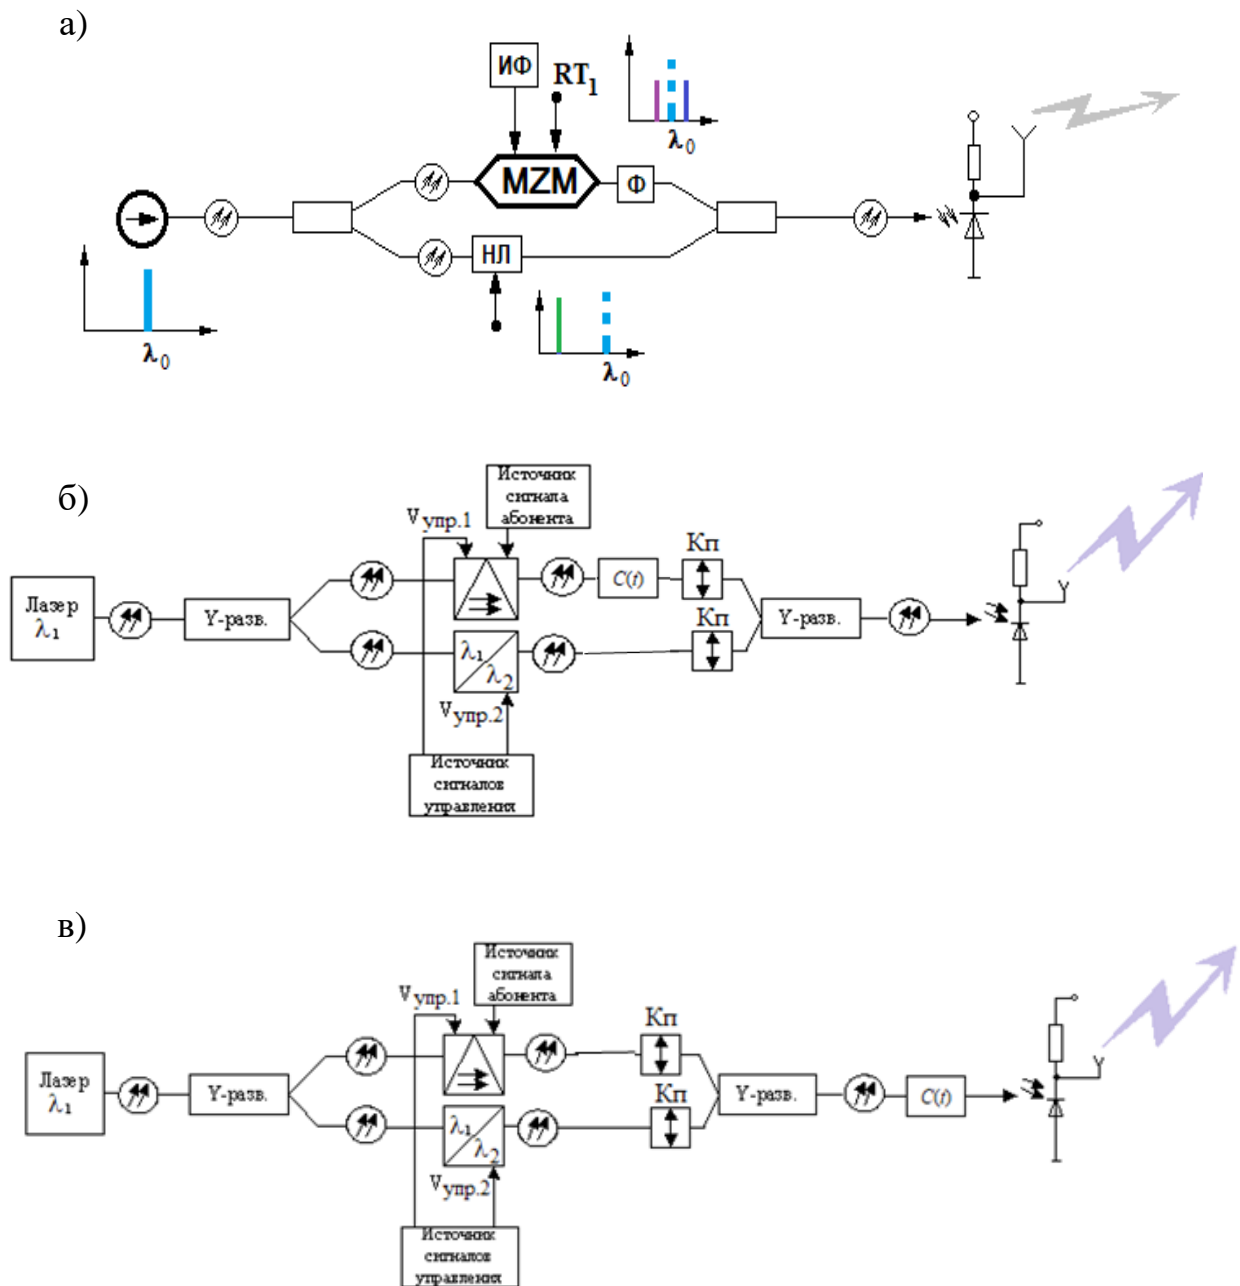 а)
ИФ
RT1
λ0
MZM
Ф
НЛ
λ0
λ0
б)
Источник
сигнала
абонента
Vупр.1
Кп
C(t)
Лазер
λ1
Y-разв.
Кп
Y-разв.
λ1
λ2
Vупр.2
Источник
сигналов
управления
в)
Источник
сигнала
абонента
Vупр.1
Кп
Лазер
λ1
Y-разв.
Кп
Y-разв.
C(t)
λ1
λ2
Vупр.2
Источник
сигналов
управления